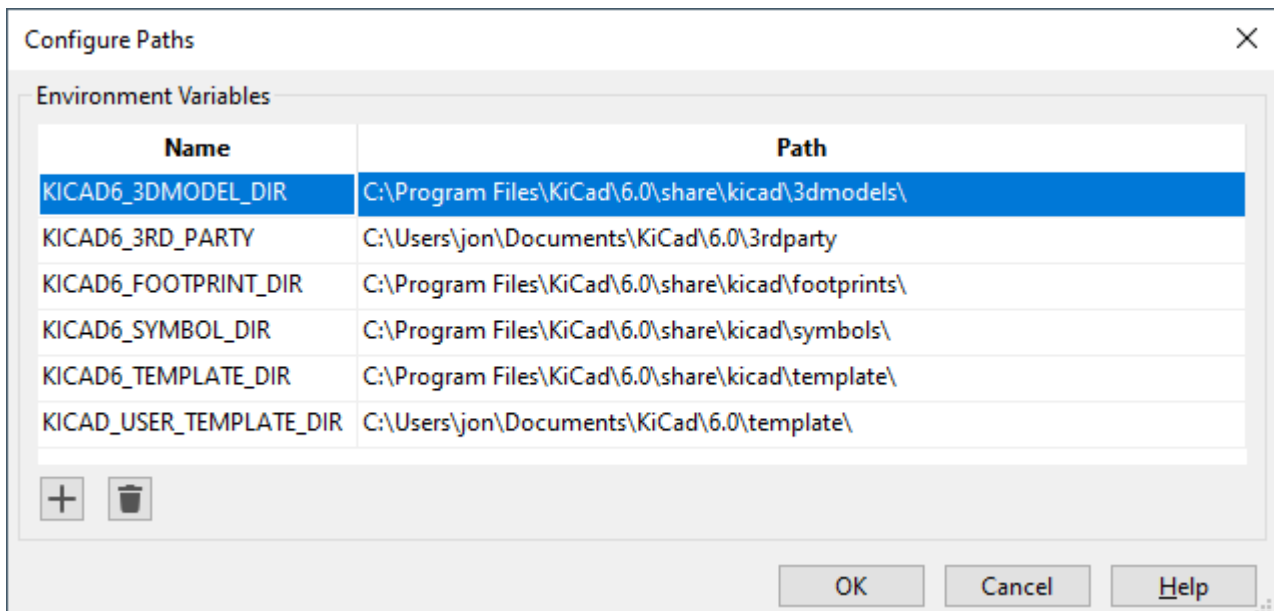 Configure Paths
Environment Variables
Name Path
KICAD6_3DMODEL_DIR C:\Program Files\KiCad\6.0\share\kicad\3dmodels\
KICAD6_3RD_PARTY C:\Users\jon\Documents\KiCad\6.0\3rdparty
KICAD6_FOOTPRINT_DIR C:\Program Files\KiCad\6.0\share\kicad\footprints\
KICAD6_SYMBOL_DIR C:\Program Files\KiCad\6.0\share\kicad\symbols\
KICAD6_TEMPLATE_DIR C:\Program Files\KiCad\6.0\share\kicad\template\
KICAD_USER_TEMPLATE_DIR C:\Users\jon\Documents\KiCad\6.0\template\
OK Cancel Help